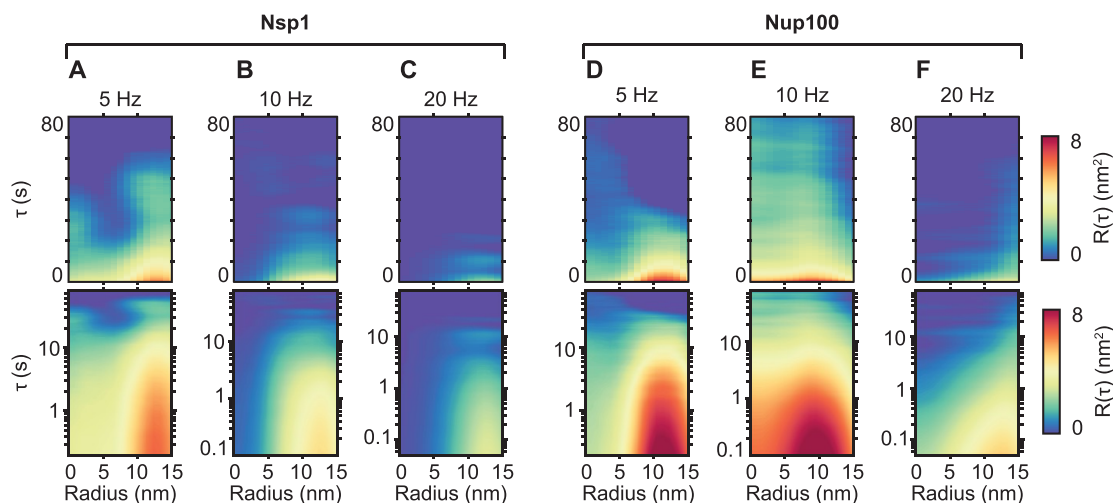 Nsp1 Nup100
A B C D E F
5 Hz 10 Hz 20 Hz 5 Hz 10 Hz 20 Hz
80 80 80 80 80 80 8
τ (s) R(τ) (nm²)
0 0 0 0 0 0 0
8
10 10 10 10 10 10
τ (s) R(τ) (nm²)
1 1 1 1 1 1
0.1 0.1 0.1 0.1 0
0 5 10 15 0 5 10 15 0 5 10 15 0 5 10 15 0 5 10 15 0 5 10 15
Radius (nm) Radius (nm) Radius (nm) Radius (nm) Radius (nm) Radius (nm)